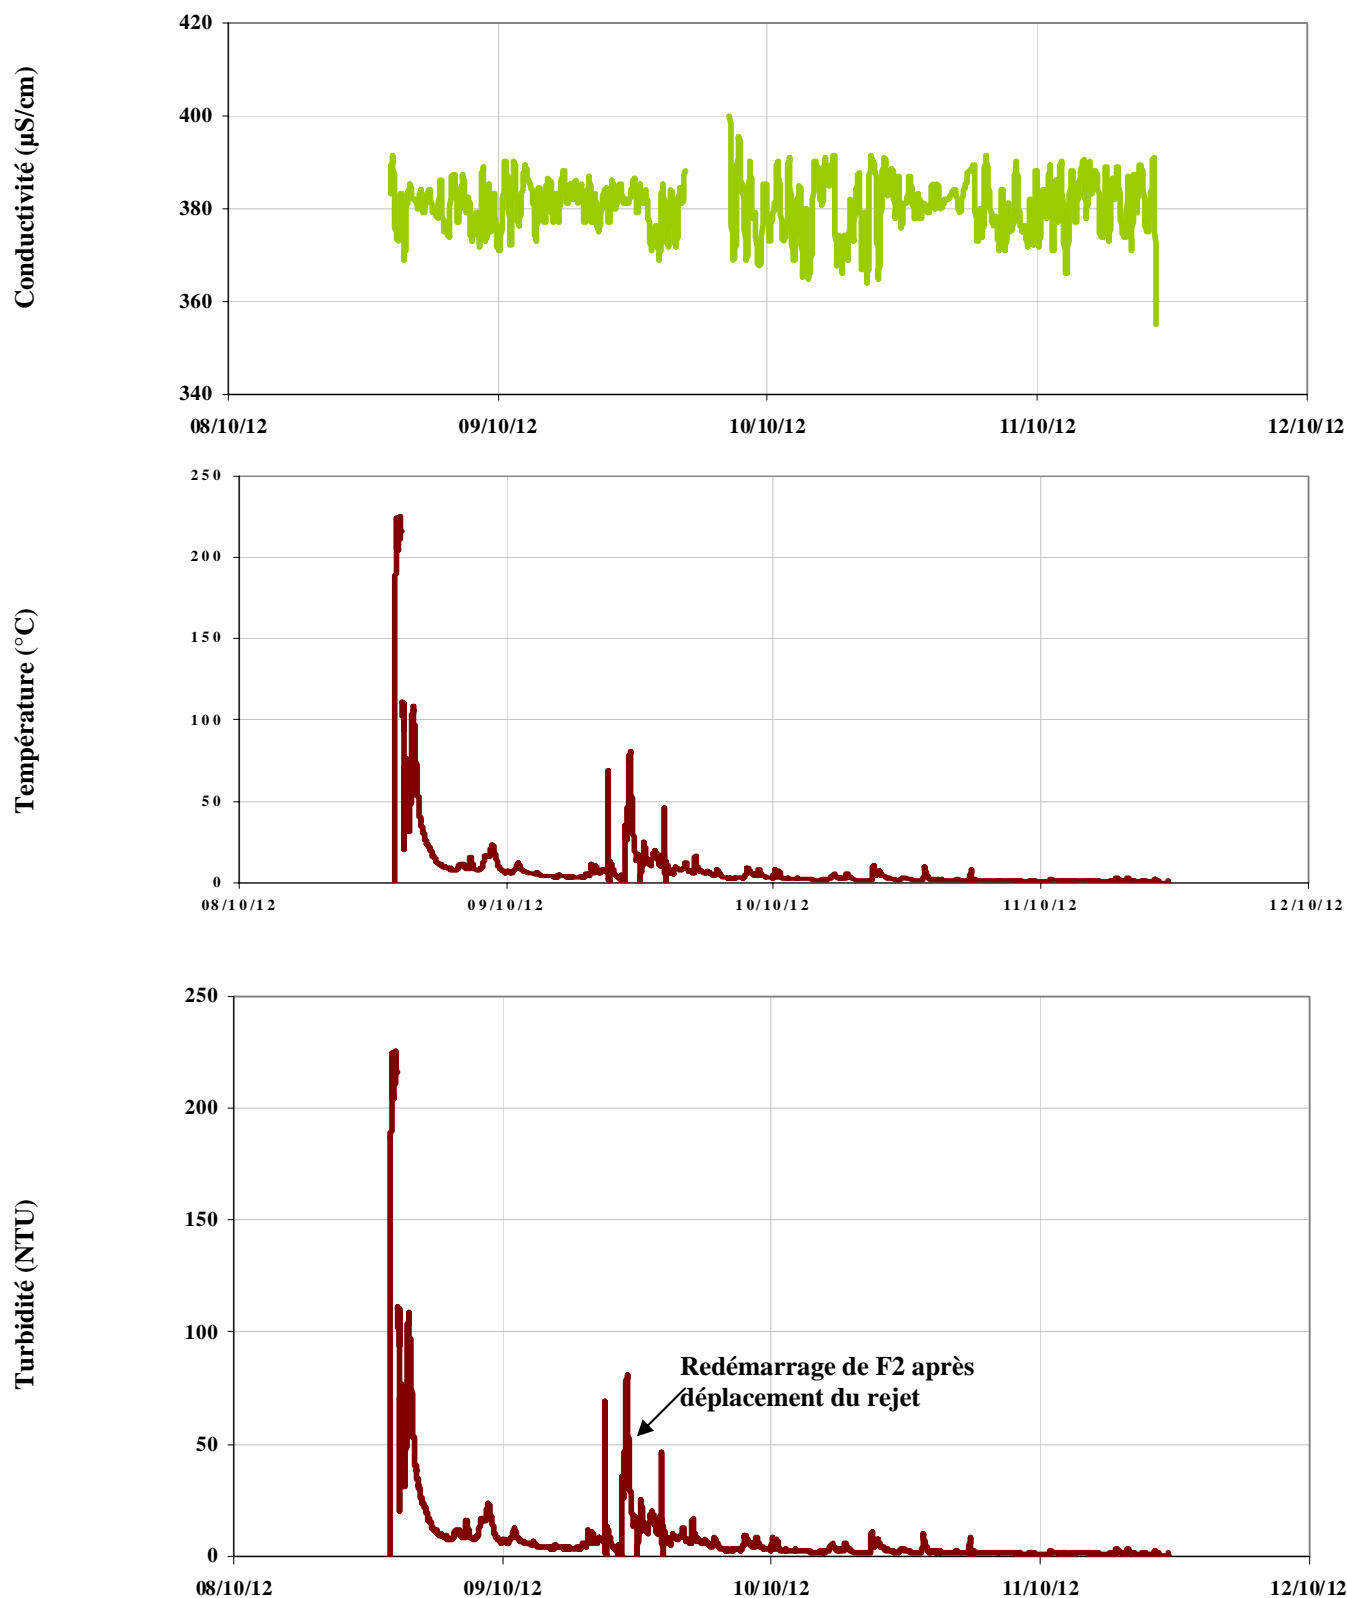 Conductivité (µS/cm)
420
400
380
360
340
08/10/12 09/10/12 10/10/12 11/10/12 12/10/12
Température (°C)
250
200
150
100
50
0
08/10/12 09/10/12 10/10/12 11/10/12 12/10/12
Turbidité (NTU)
250
200
150
100
50
0
Redémarrage de F2 après
déplacement du rejet
08/10/12 09/10/12 10/10/12 11/10/12 12/10/12